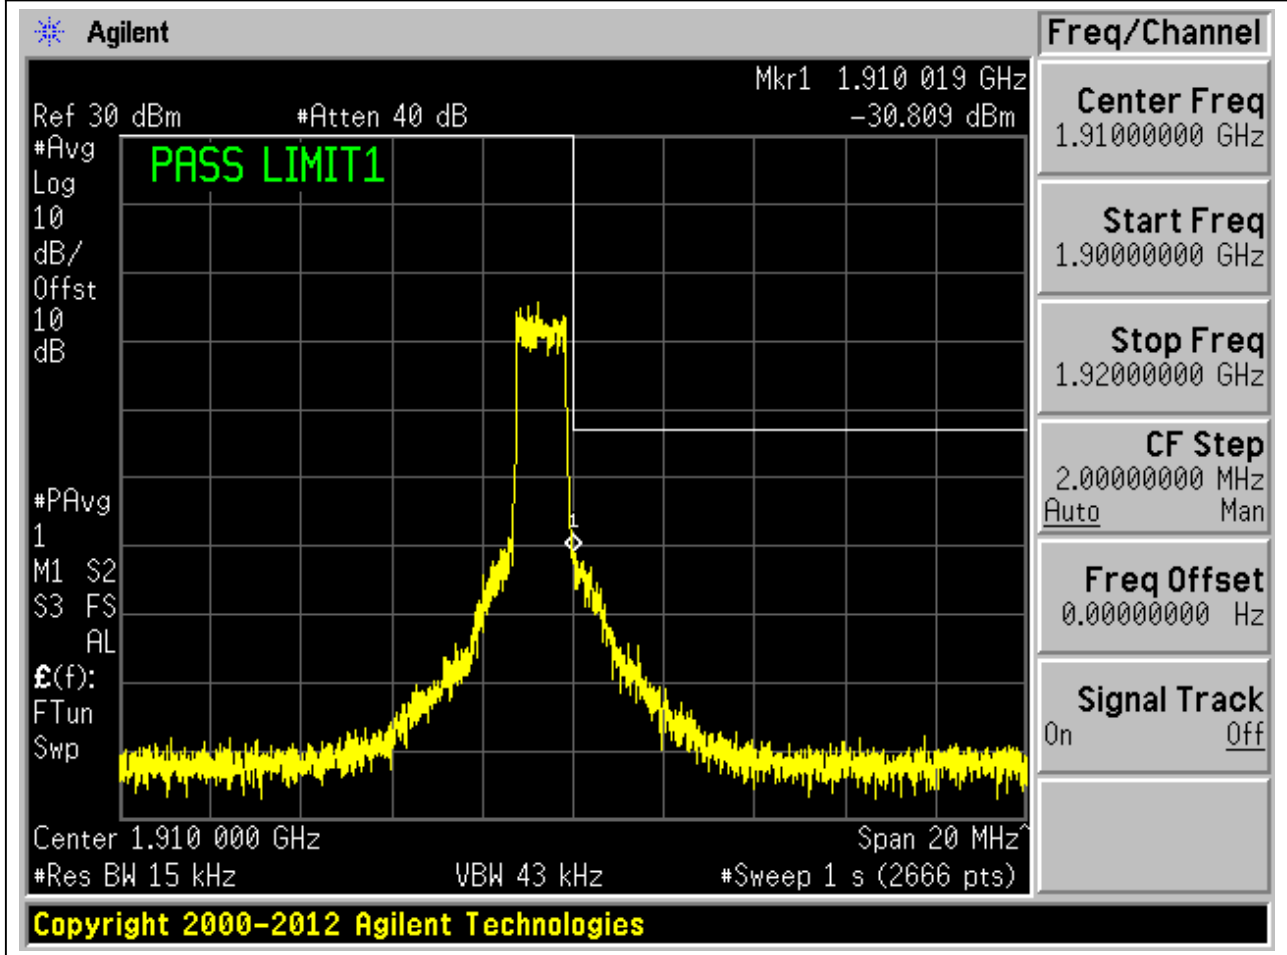 Agilent
Freq/Channel
Mkr1 1.910 019 GHz
Ref 30 dBm #Atten 40 dB -30.809 dBm
#Avg
Log
10
dB/
Offst
10
dB
PASS LIMIT1
1
#PAvg
1
M1 S2
S3 FS
AL
£(f):
FTun
Swp
Center 1.910 000 GHz Span 20 MHz^
#Res BW 15 kHz VBW 43 kHz #Sweep 1 s (2666 pts)
Copyright 2000-2012 Agilent Technologies
Center Freq
1.91000000 GHz
Start Freq
1.90000000 GHz
Stop Freq
1.92000000 GHz
CF Step
2.00000000 MHz
Auto Man
Freq Offset
0.00000000 Hz
Signal Track
On Off